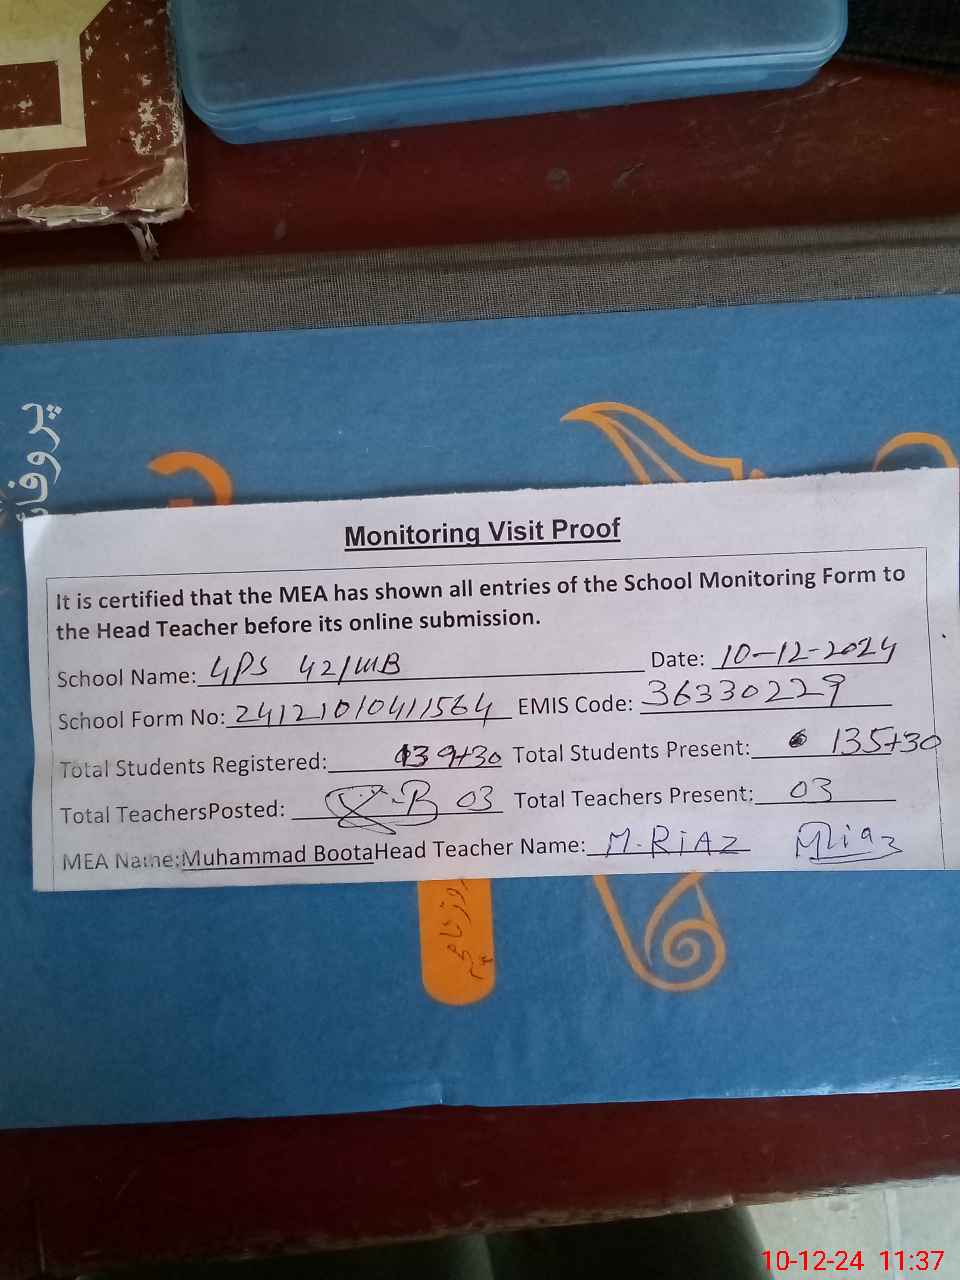 پروفا
Monitoring Visit Proof
It is certified that the MEA has shown all entries of the School Monitoring Form to
the Head Teacher before its online submission.
School Name: GPS 42/MB Date: 10-12-2024
School Form No: 24121010411564 EMIS Code: 36330229
Total Students Registered: 139+30 Total Students Present: 135+30
Total TeachersPosted: 03 Total Teachers Present: 03
MEA Name:Muhammad BootaHead Teacher Name: M. RiAZ MRiaz
10-12-24 11:37